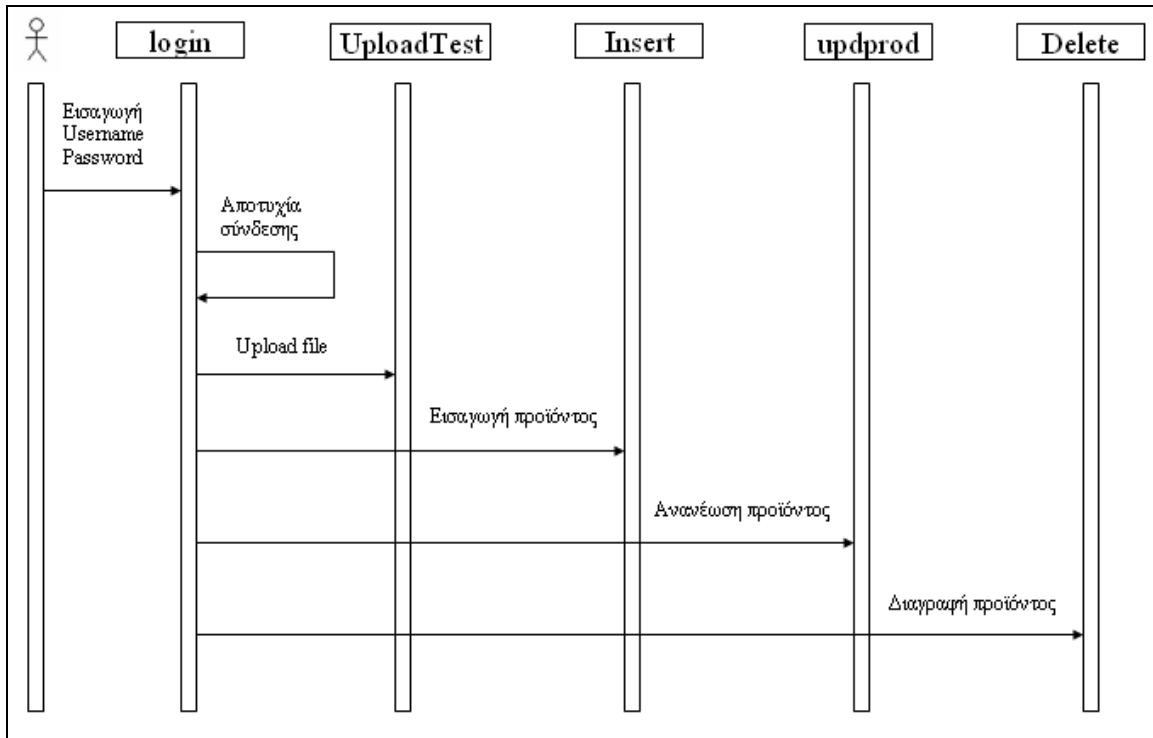 login
UploadTest
Insert
updprod
Delete
Εισαγωγή
Username
Password
Αποτυχία
σύνδεσης
Upload file
Εισαγωγή προϊόντος
Ανανέωση προϊόντος
Διαγραφή προϊόντος